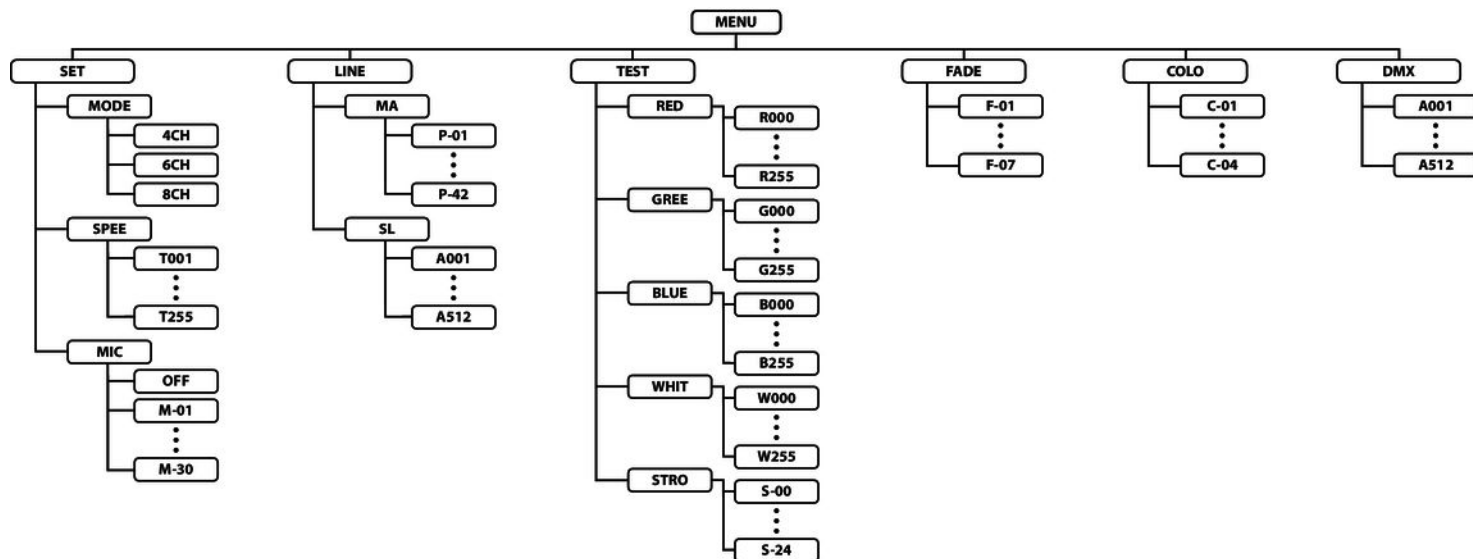 MENU
SET
MODE
4CH
6CH
8CH
SPEE
T001
T255
MIC
OFF
M-01
M-30
LINE
MA
P-01
P-42
SL
A001
A512
TEST
RED
R000
R255
GREE
G000
G255
BLUE
B000
B255
WHIT
W000
W255
STRO
S-00
S-24
FADE
F-01
F-07
COLO
C-01
C-04
DMX
A001
A512